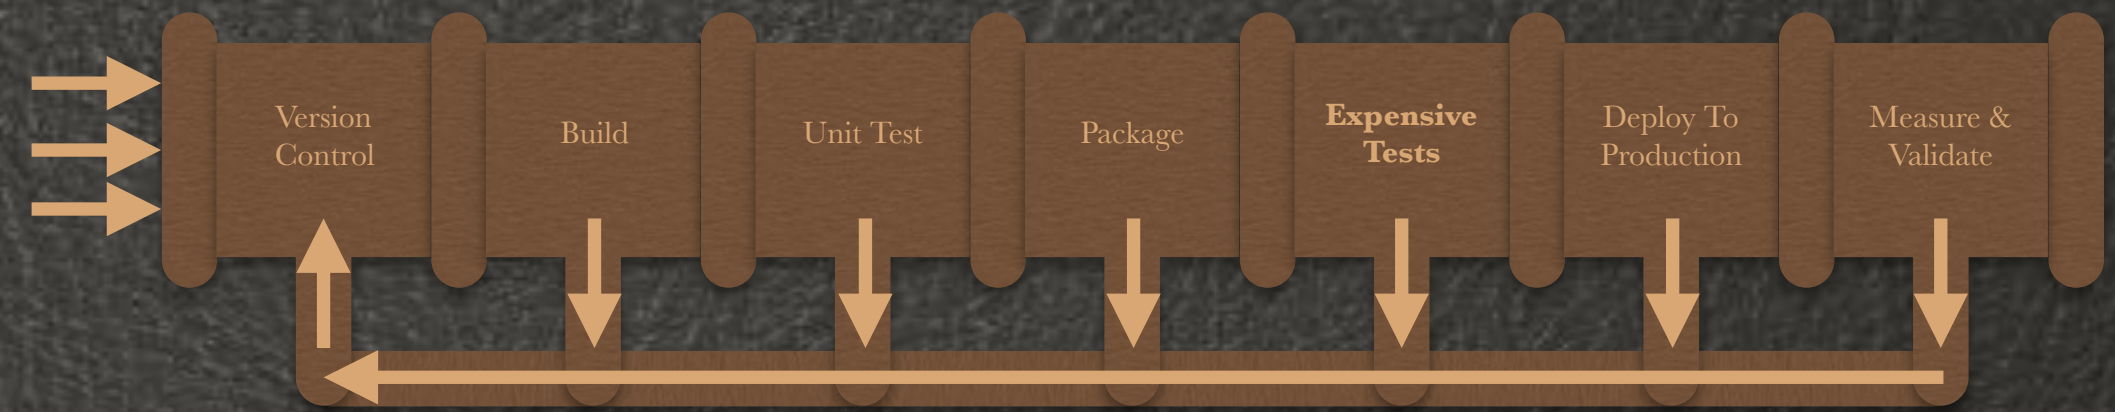 Version
Control
Build
Unit Test
Package
Expensive
Tests
Deploy To
Production
Measure &
Validate